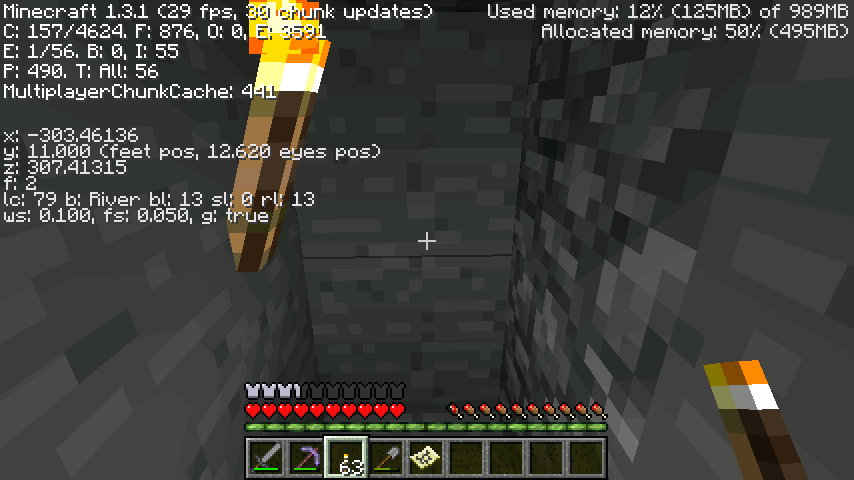 Minecraft 1.3.1 (29 fps, 30 chunk updates)
Used memory: 12% (125MB) of 989MB
C: 157/4624. F: 876, O: 0, E: 3591
Allocated memory: 50% (495MB)
E: 1/56. B: 0, I: 55
P: 490. T: All: 56
MultiplayerChunkCache: 441
x: -303.46136
y: 11.000 (feet pos, 12.620 eyes pos)
z: 307.41315
f: 2
lc: 79 b: River bl: 13 sl: 0 rl: 13
ws: 0.100, fs: 0.050, g: true
63